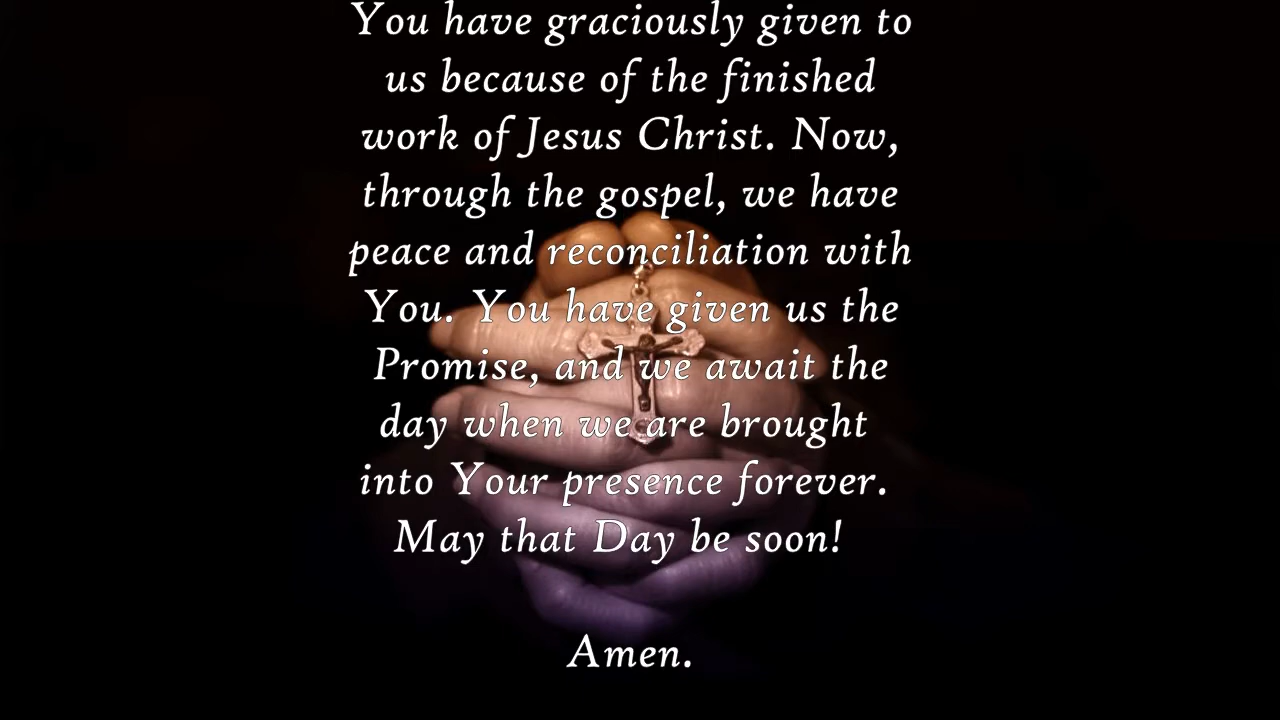 You have graciously given to
us because of the finished
work of Jesus Christ. Now,
through the gospel, we have
peace and reconciliation with
You. You have given us the
Promise, and we await the
day when we are brought
into Your presence forever.
May that Day be soon!
Amen.